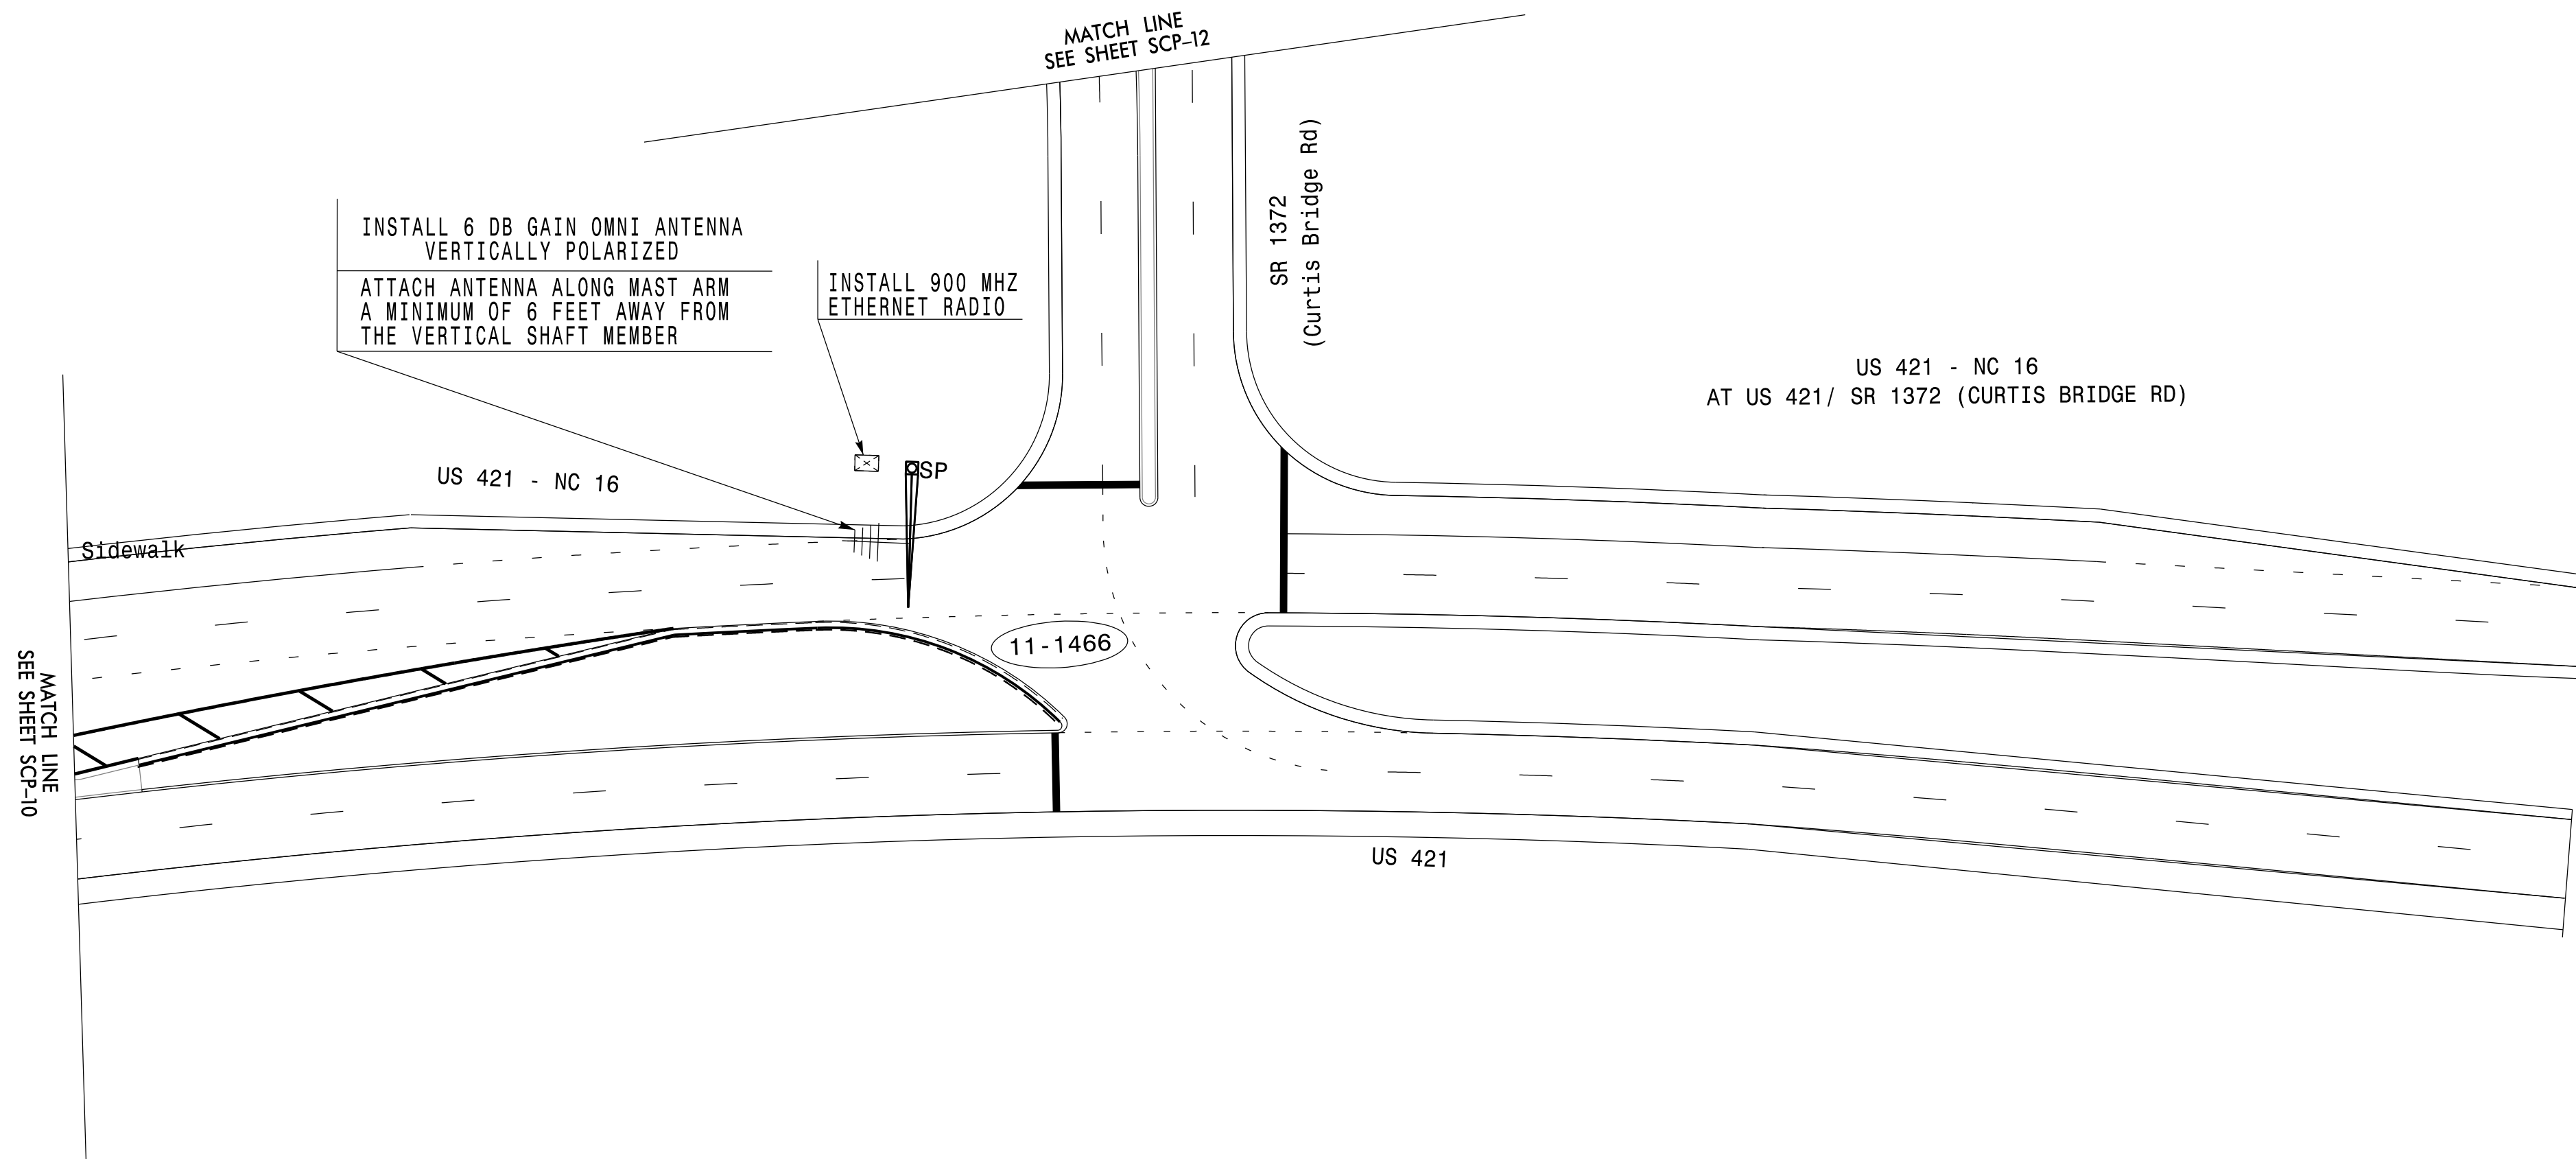 MATCH LINE
SEE SHEET SCP-12
SR 1372
(Curtis Bridge Rd)
INSTALL 6 DB GAIN OMNI ANTENNA
VERTICALLY POLARIZED
ATTACH ANTENNA ALONG MAST ARM
A MINIMUM OF 6 FEET AWAY FROM
THE VERTICAL SHAFT MEMBER
INSTALL 900 MHZ
ETHERNET RADIO
US 421 - NC 16
AT US 421/ SR 1372 (CURTIS BRIDGE RD)
US 421 - NC 16
SP
Sidewalk
11-1466
MATCH LINE
SEE SHEET SCP-10
US 421